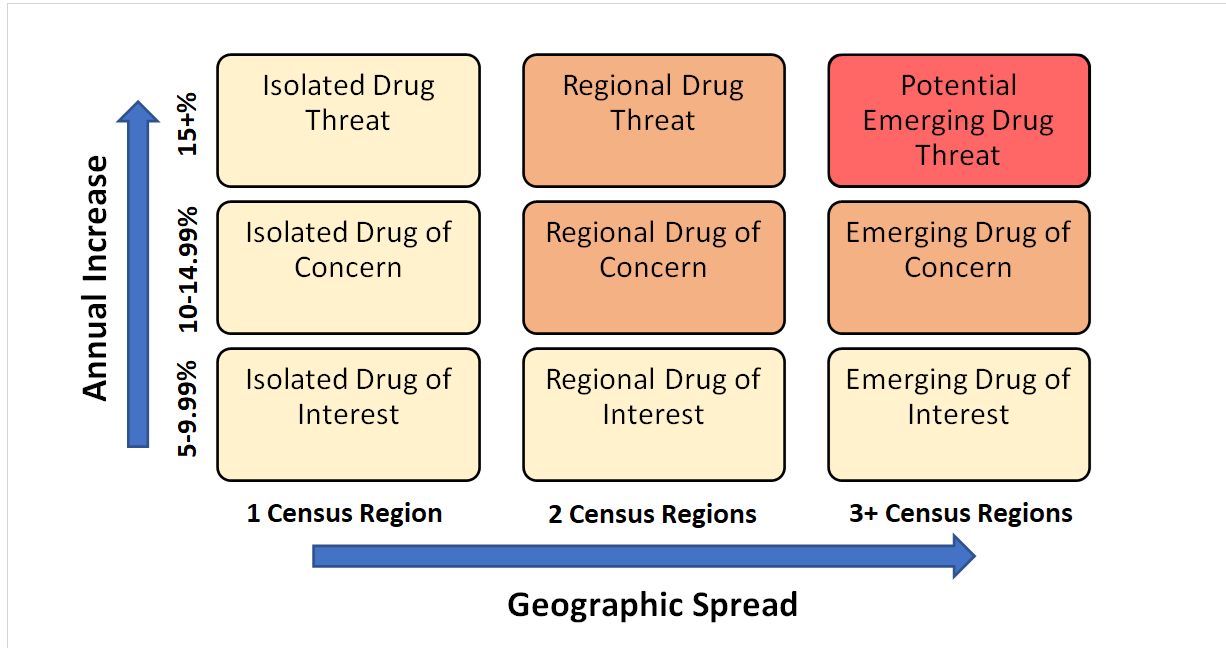 Annual Increase
15+%
Isolated Drug
Threat
Regional Drug
Threat
Potential
Emerging Drug
Threat
10-14.99%
Isolated Drug of
Concern
Regional Drug of
Concern
Emerging Drug of
Concern
5-9.99%
Isolated Drug of
Interest
Regional Drug of
Interest
Emerging Drug of
Interest
1 Census Region
2 Census Regions
3+ Census Regions
Geographic Spread